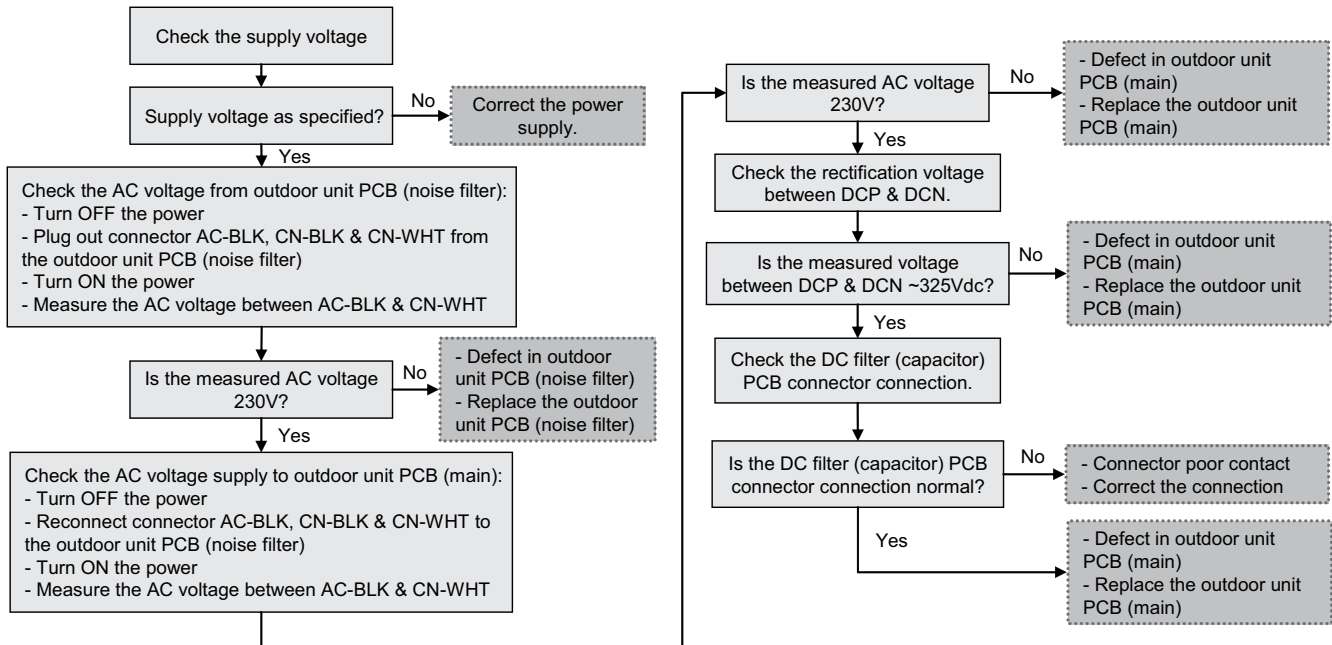 Check the supply voltage
Supply voltage as specified?
No
Correct the power
supply.
Yes
Check the AC voltage from outdoor unit PCB (noise filter):
- Turn OFF the power
- Plug out connector AC-BLK, CN-BLK & CN-WHT from
the outdoor unit PCB (noise filter)
- Turn ON the power
- Measure the AC voltage between AC-BLK & CN-WHT
Is the measured AC voltage
230V?
No
- Defect in outdoor
unit PCB (noise filter)
- Replace the outdoor
unit PCB (noise filter)
Yes
Check the AC voltage supply to outdoor unit PCB (main):
- Turn OFF the power
- Reconnect connector AC-BLK, CN-BLK & CN-WHT to
the outdoor unit PCB (noise filter)
- Turn ON the power
- Measure the AC voltage between AC-BLK & CN-WHT
Is the measured AC voltage
230V?
No
- Defect in outdoor unit
PCB (main)
- Replace the outdoor unit
PCB (main)
Yes
Check the rectification voltage
between DCP & DCN.
Is the measured voltage
between DCP & DCN ~325Vdc?
No
- Defect in outdoor unit
PCB (main)
- Replace the outdoor unit
PCB (main)
Yes
Check the DC filter (capacitor)
PCB connector connection.
Is the DC filter (capacitor) PCB
connector connection normal?
No
- Connector poor contact
- Correct the connection
Yes
- Defect in outdoor unit
PCB (main)
- Replace the outdoor unit
PCB (main)